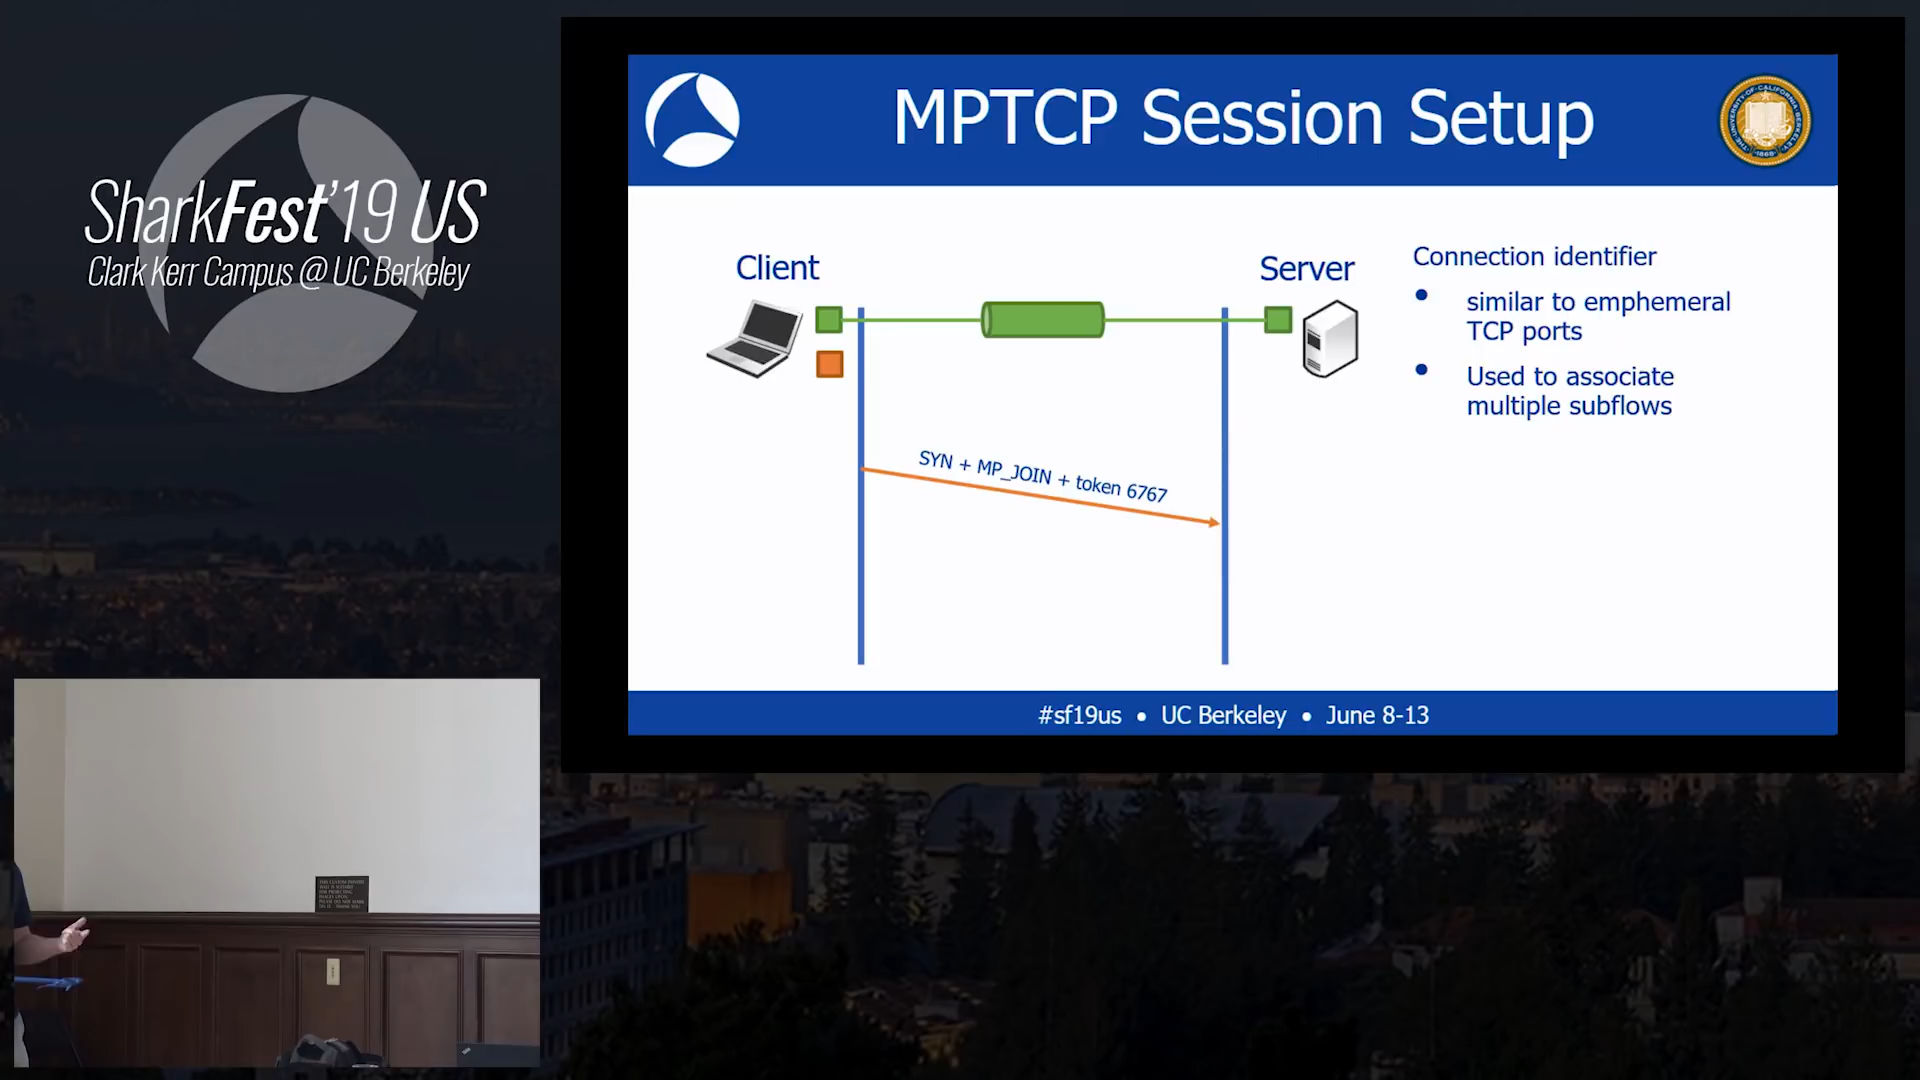 SharkFest'19 US
Clark Kerr Campus @ UC Berkeley
MPTCP Session Setup
Client
Server
SYN + MP_JOIN + token 6767
Connection identifier
• similar to emphemeral
TCP ports
• Used to associate
multiple subflows
#sf19us • UC Berkeley • June 8-13